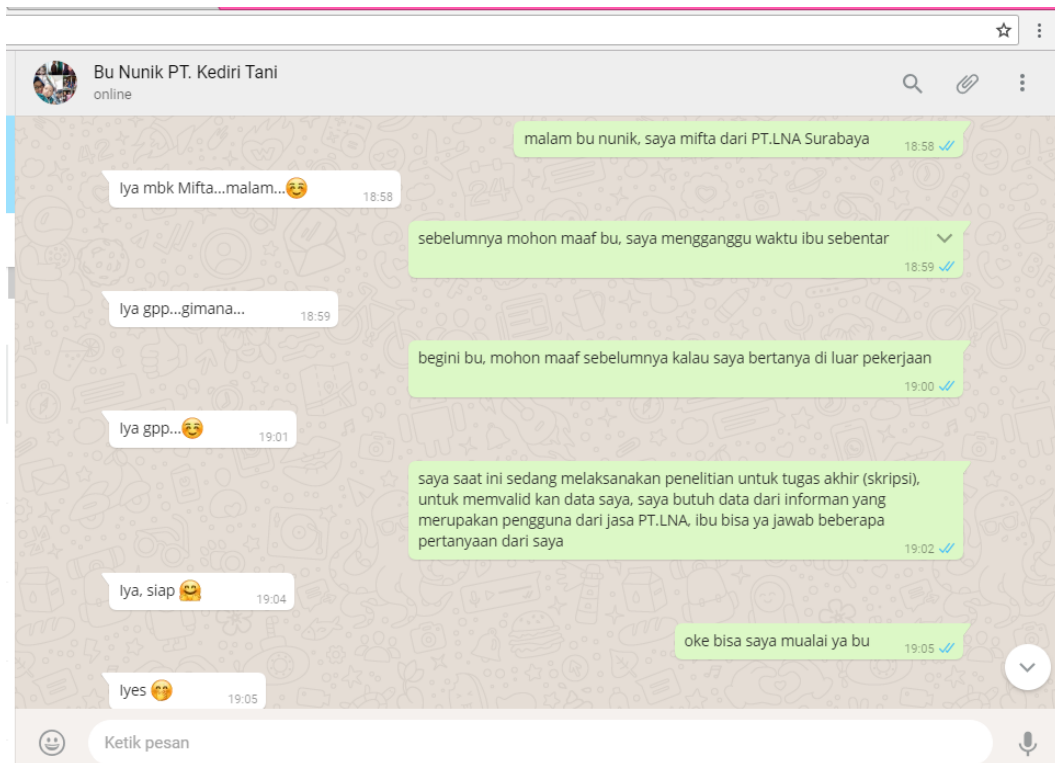 Bu Nunik PT. Kediri Tani
online
malam bu nunik, saya mifta dari PT.LNA Surabaya
18:58
Iya mbk Mifta...malam...☺️
18:58
sebelumnya mohon maaf bu, saya mengganggu waktu ibu sebentar
18:59
Iya gpp...gimana...
18:59
begini bu, mohon maaf sebelumnya kalau saya bertanya di luar pekerjaan
19:00
Iya gpp...☺️
19:01
saya saat ini sedang melaksanakan penelitian untuk tugas akhir (skripsi),
untuk memvalid kan data saya, saya butuh data dari informan yang
merupakan pengguna dari jasa PT.LNA, ibu bisa ya jawab beberapa
pertanyaan dari saya
19:02
Iya, siap 🤗
19:04
oke bisa saya mualai ya bu
19:05
Iyes 🤭
19:05
Ketik pesan